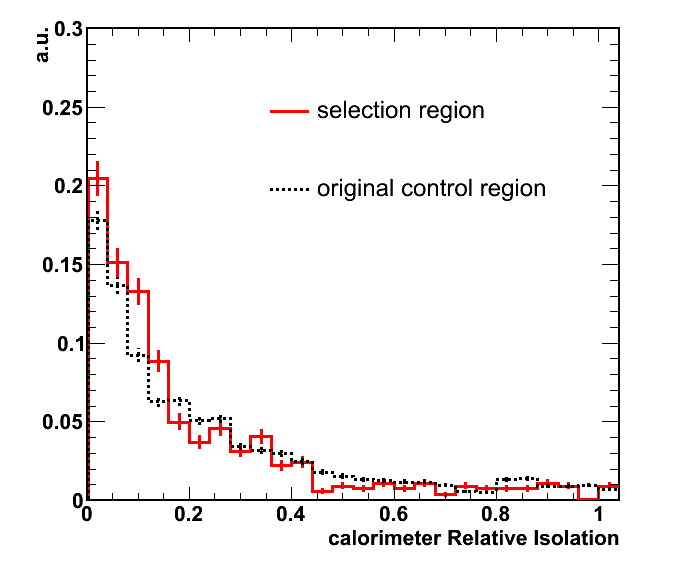 a.u.
0.3
0.25
0.2
0.15
0.1
0.05
0
selection region
original control region
0 0.2 0.4 0.6 0.8 1
calorimeter Relative Isolation